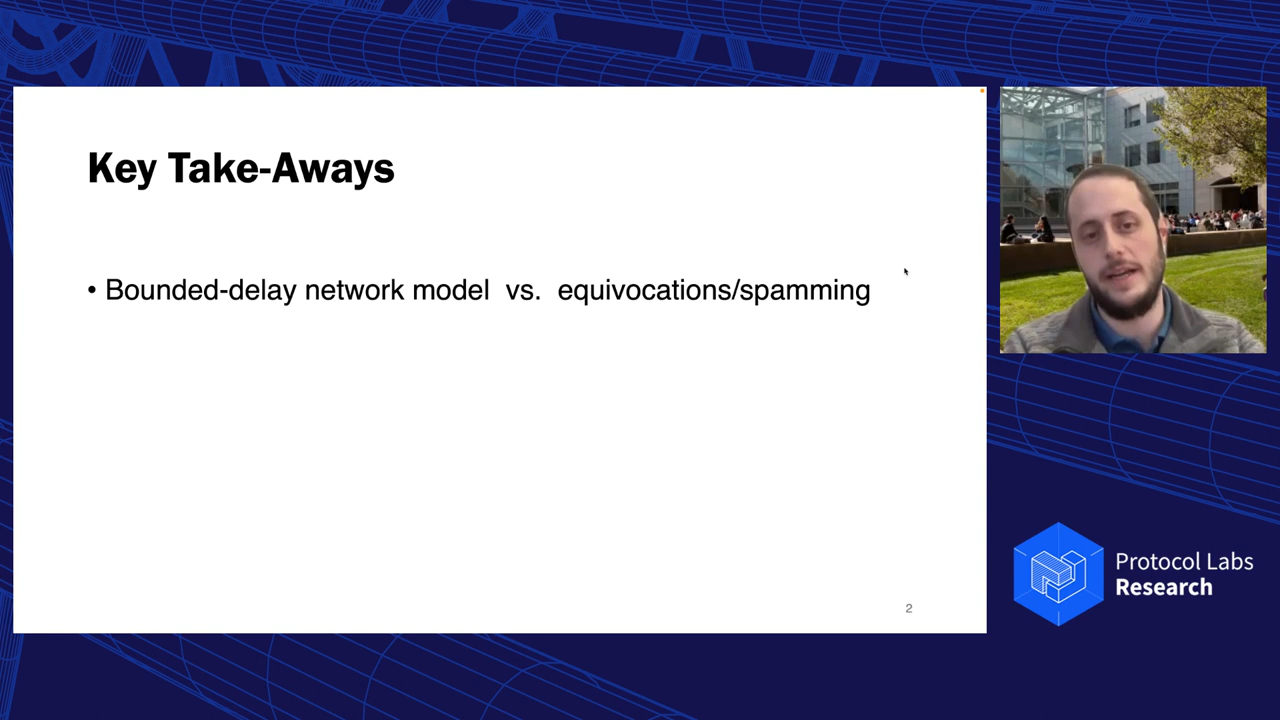 Key Take-Aways
• Bounded-delay network model vs. equivocations/spamming
2
Protocol Labs
Research